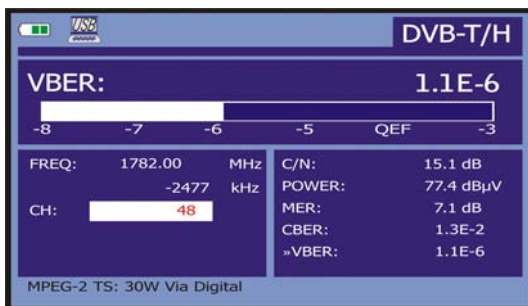 USB
DVB-T/H
VBER: 1.1E-6
-8 -7 -6 -5 QEF -3
FREQ: 1782.00 MHz
-2477 kHz
CH: 48
C/N: 15.1 dB
POWER: 77.4 dBµV
MER: 7.1 dB
CBER: 1.3E-2
»VBER: 1.1E-6
MPEG-2 TS: 30W Via Digital